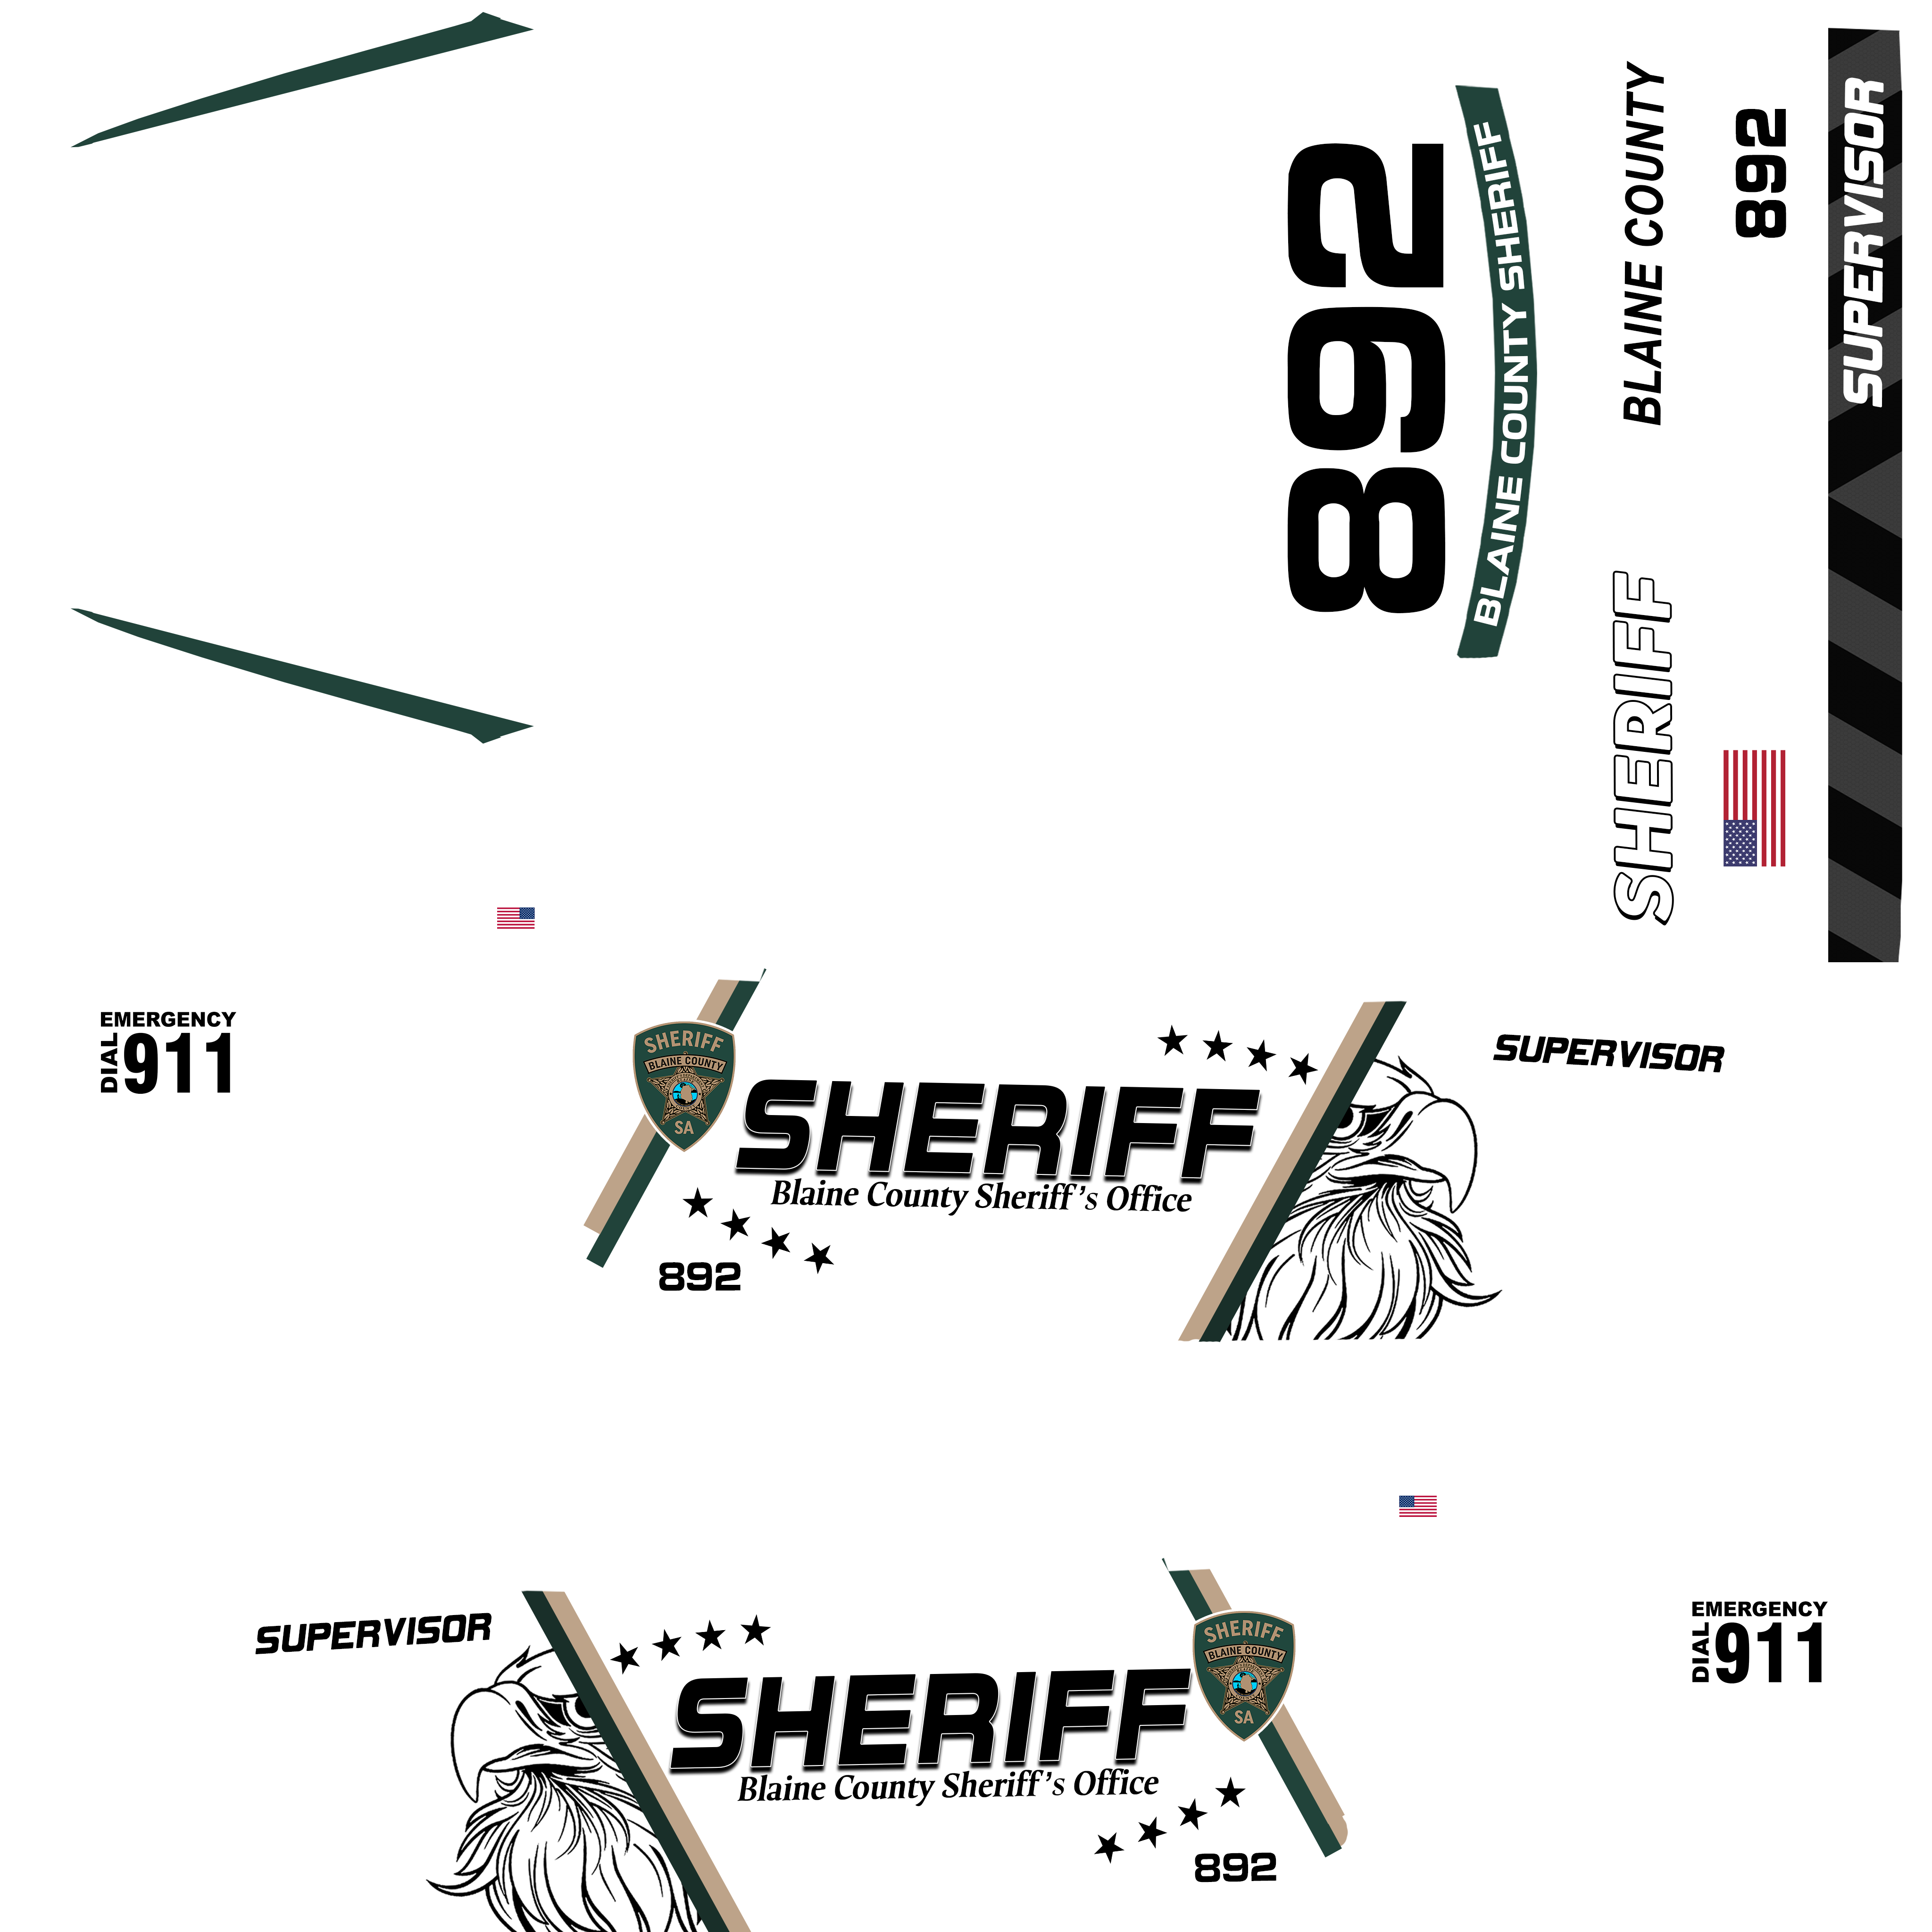 892
BLAINE COUNTY SHERIFF
BLAINE COUNTY
SHERIFF
892
SUPERVISOR
EMERGENCY
DIAL
911
SHERIFF
BLAINE COUNTY
SA
SHERIFF
Blaine County Sheriff's Office
892
SUPERVISOR
SUPERVISOR
SHERIFF
Blaine County Sheriff's Office
SHERIFF
BLAINE COUNTY
SA
892
EMERGENCY
DIAL
911